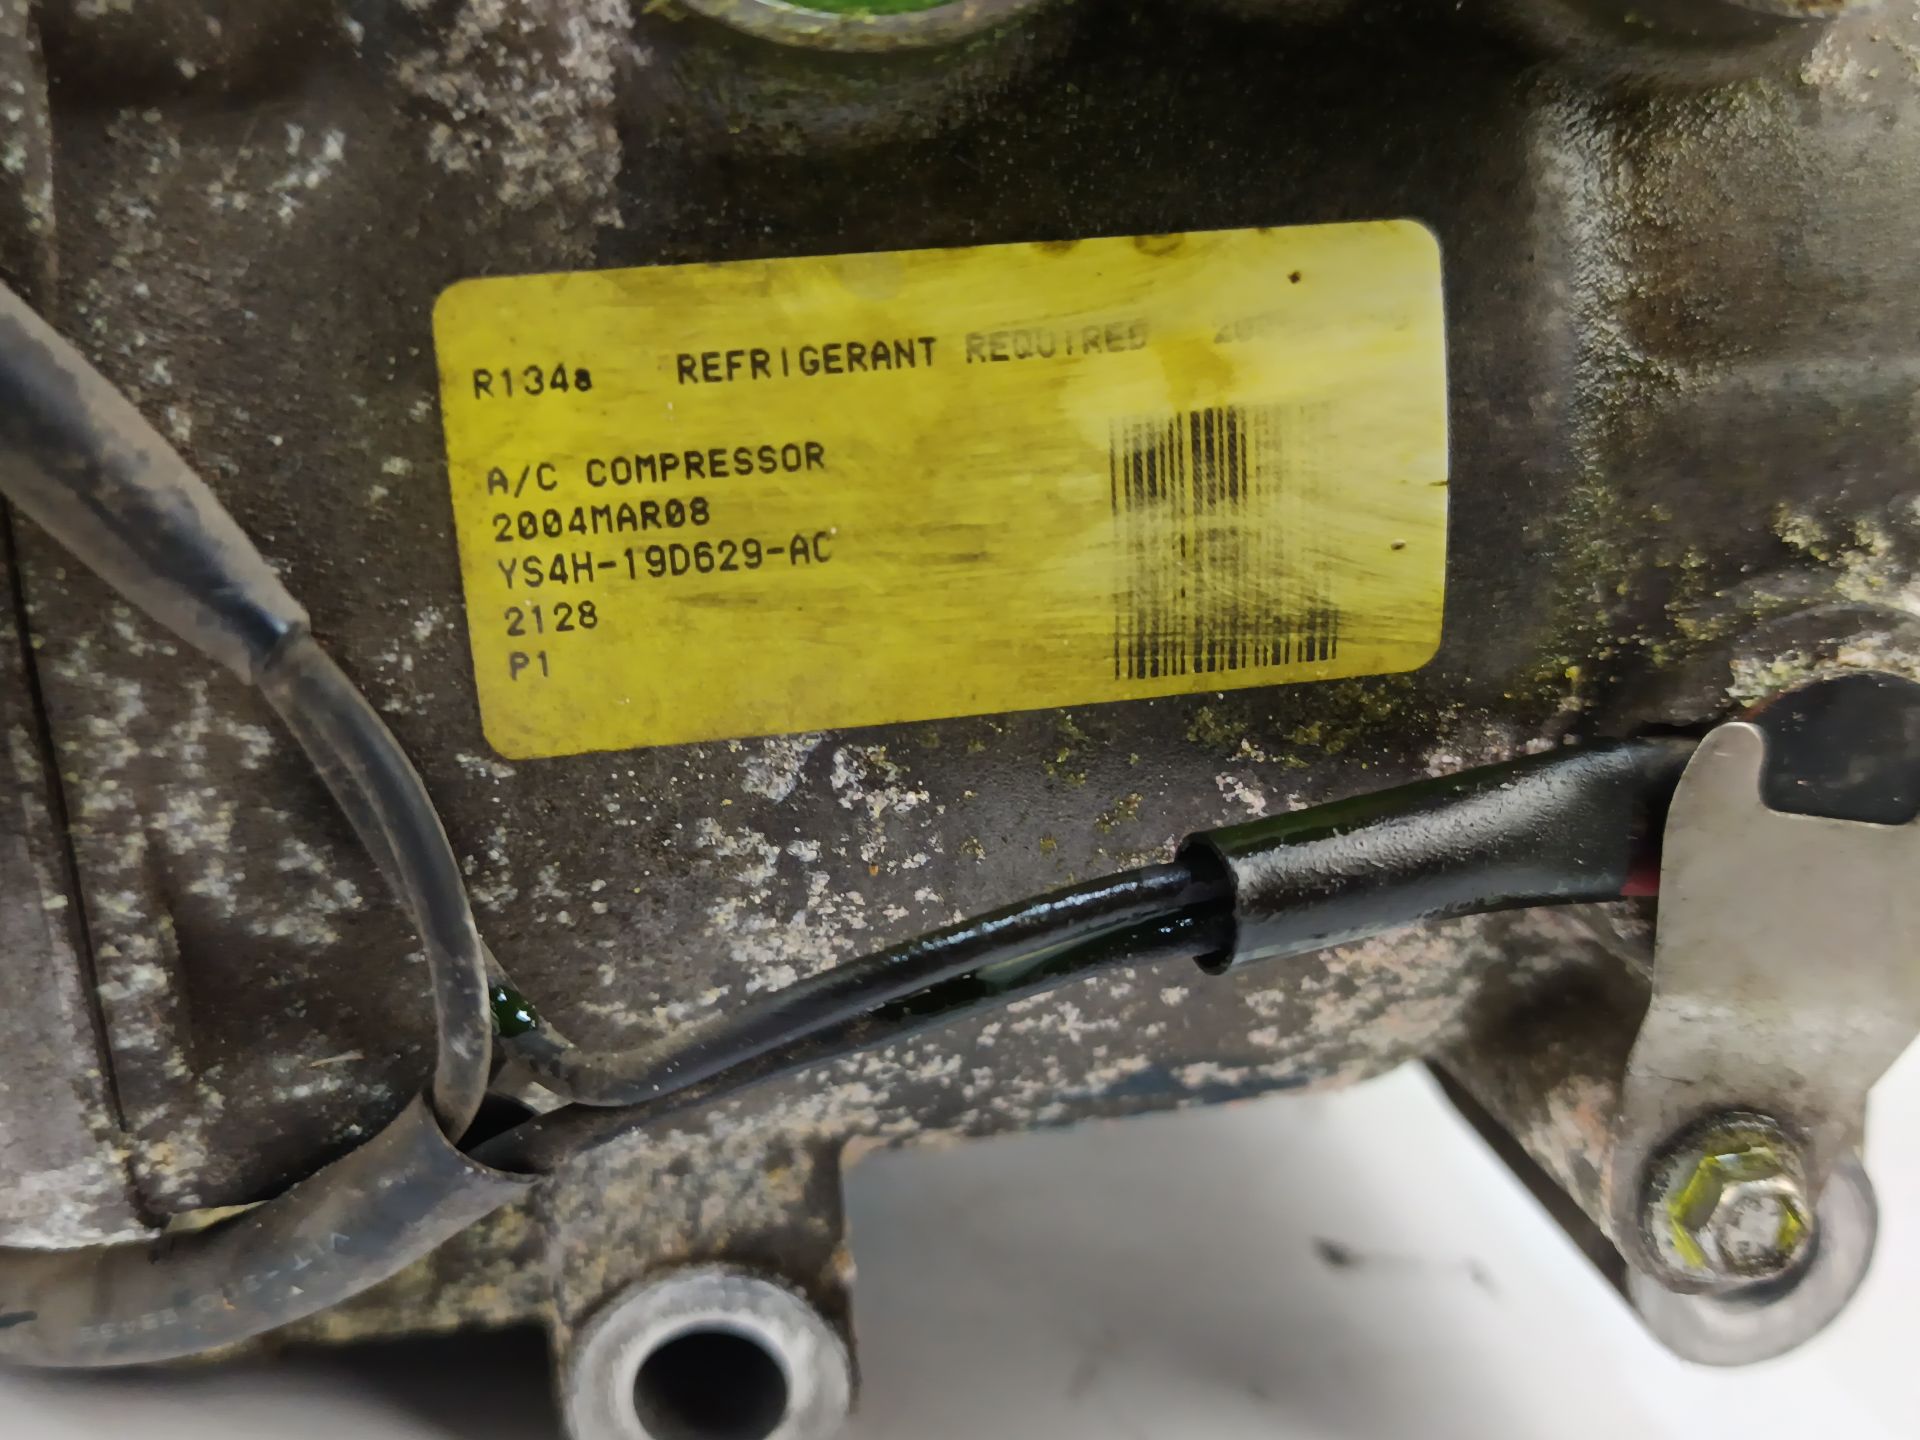 R134a REFRIGERANT REQUIRED
A/C COMPRESSOR
2004MAR08
YS4H-19D629-AC
2128
P1